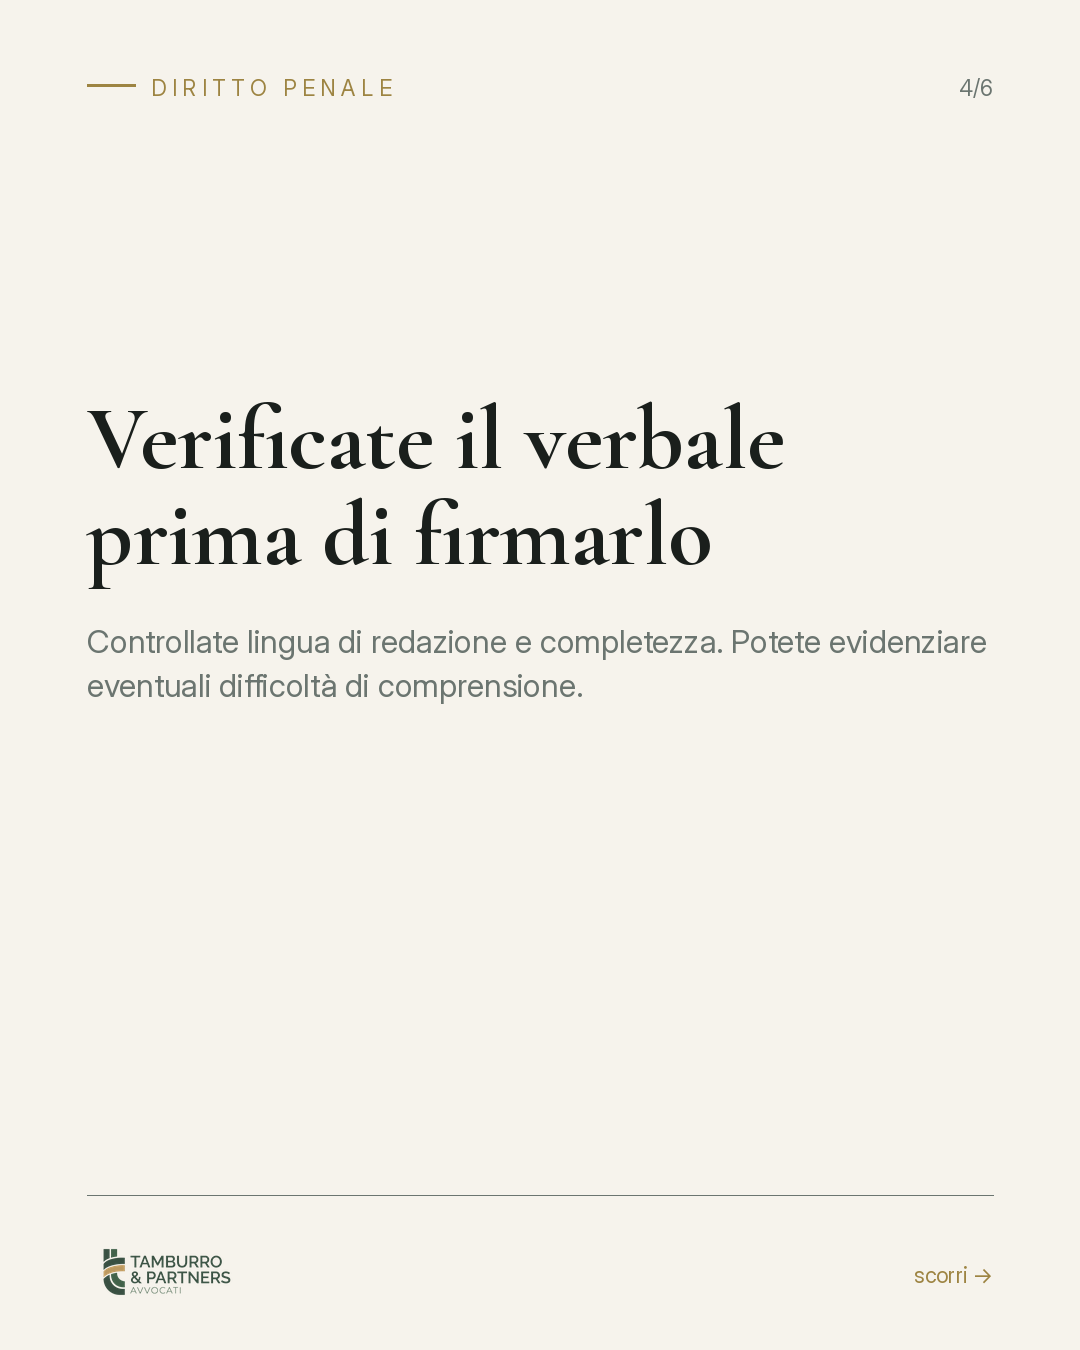 DIRITTO PENALE
4/6
Verificate il verbale
prima di firmarlo
Controllate lingua di redazione e completezza. Potete evidenziare
eventuali difficoltà di comprensione.
TAMBURRO
& PARTNERS
AVVOCATI
scorri →